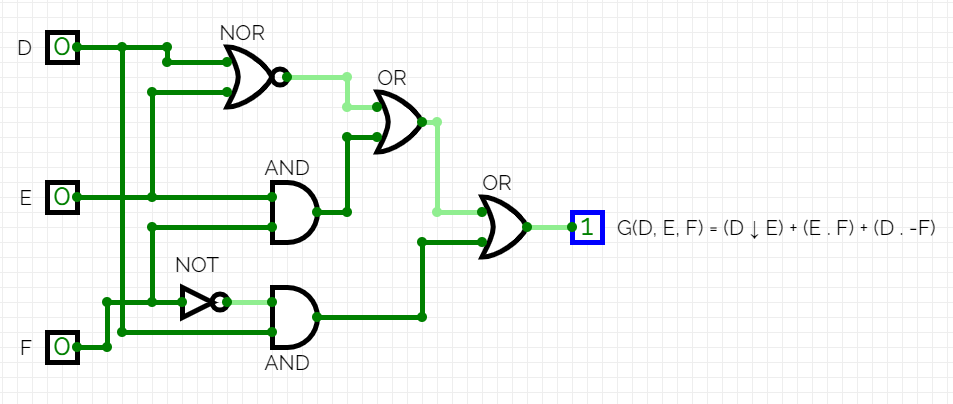 NOR
D 0
OR
AND
E 0
OR
1 G(D, E, F) = (D ↓ E) + (E . F) + (D . -F)
NOT
F 0
AND